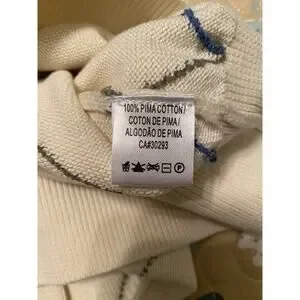 100% PIMA COTTON/
COTON DE PIMA/
ALGODÃO DE PIMA
CA#30293
P